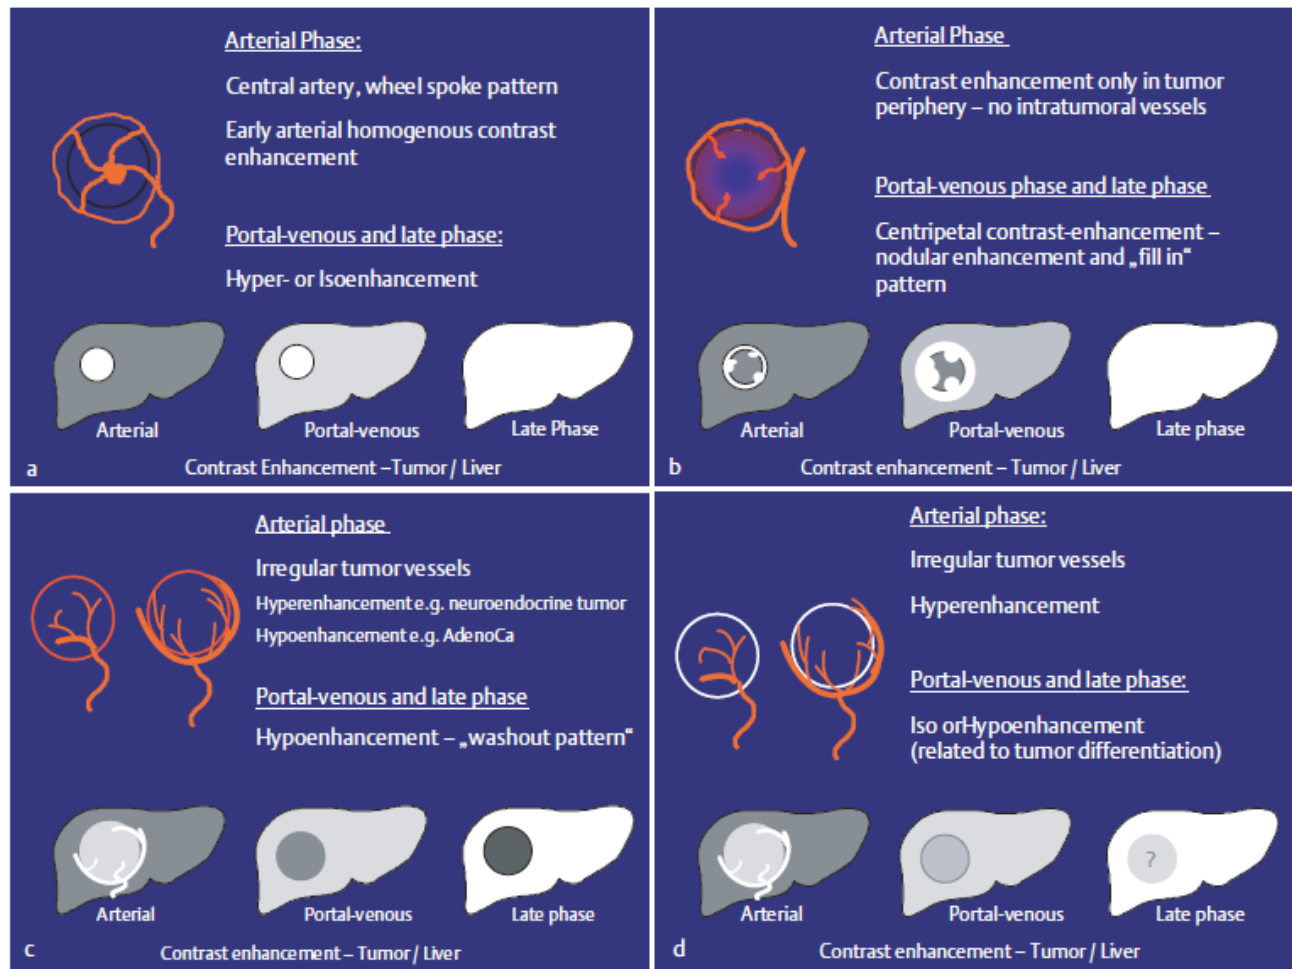 Arterial Phase:
Central artery, wheel spoke pattern
Early arterial homogenous contrast
enhancement
Portal-venous and late phase:
Hyper- or Isoenhancement
Arterial
Portal-venous
Late Phase
a
Contrast Enhancement –Tumor / Liver
Arterial Phase
Contrast enhancement only in tumor
periphery – no intratumoral vessels
Portal-venous phase and late phase
Centripetal contrast-enhancement –
nodular enhancement and „fill in“
pattern
Arterial
Portal-venous
Late phase
b
Contrast enhancement – Tumor / Liver
Arterial phase
Irregular tumor vessels
Hyperenhancement e.g. neuroendocrine tumor
Hypoenhancement e.g. AdenoCa
Portal-venous and late phase
Hypoenhancement – „washout pattern“
Arterial
Portal-venous
Late phase
c
Contrast enhancement – Tumor / Liver
Arterial phase:
Irregular tumor vessels
Hyperenhancement
Portal-venous and late phase:
Iso orHypoenhancement
(related to tumor differentiation)
?
Arterial
Portal-venous
Late phase
d
Contrast enhancement – Tumor / Liver